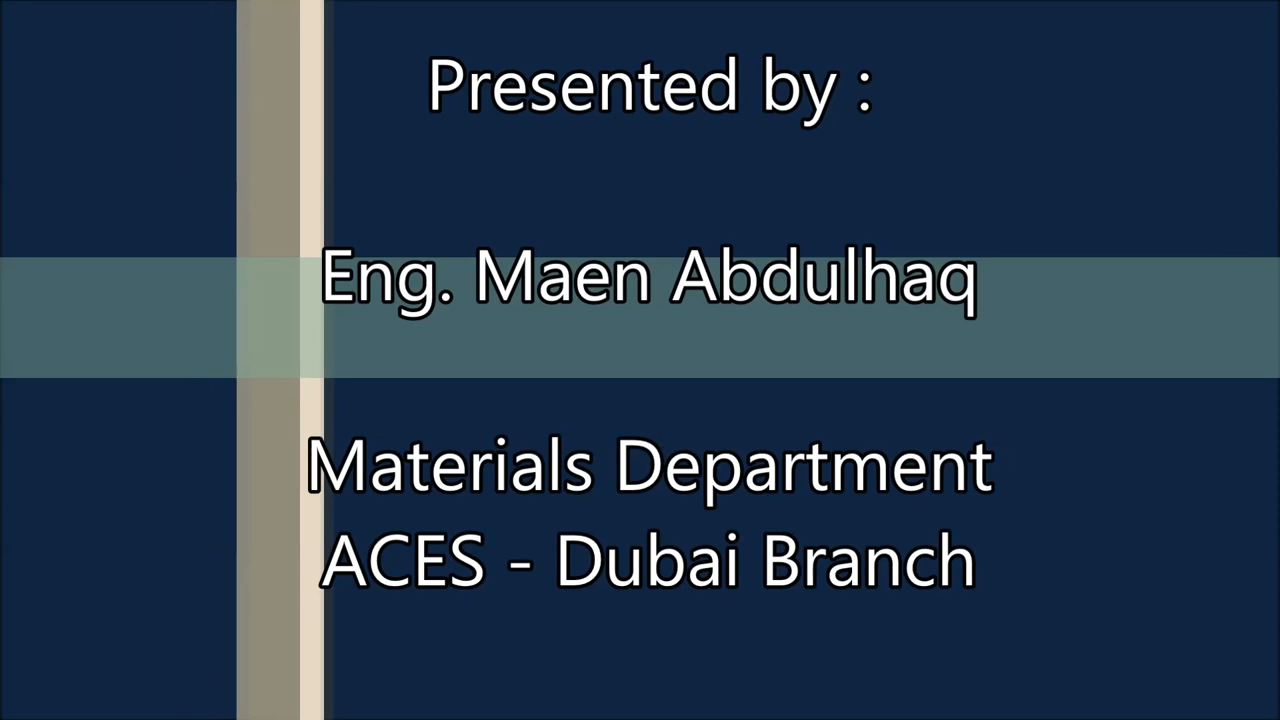 Presented by :
Eng. Maen Abdulhaq
Materials Department
ACES - Dubai Branch